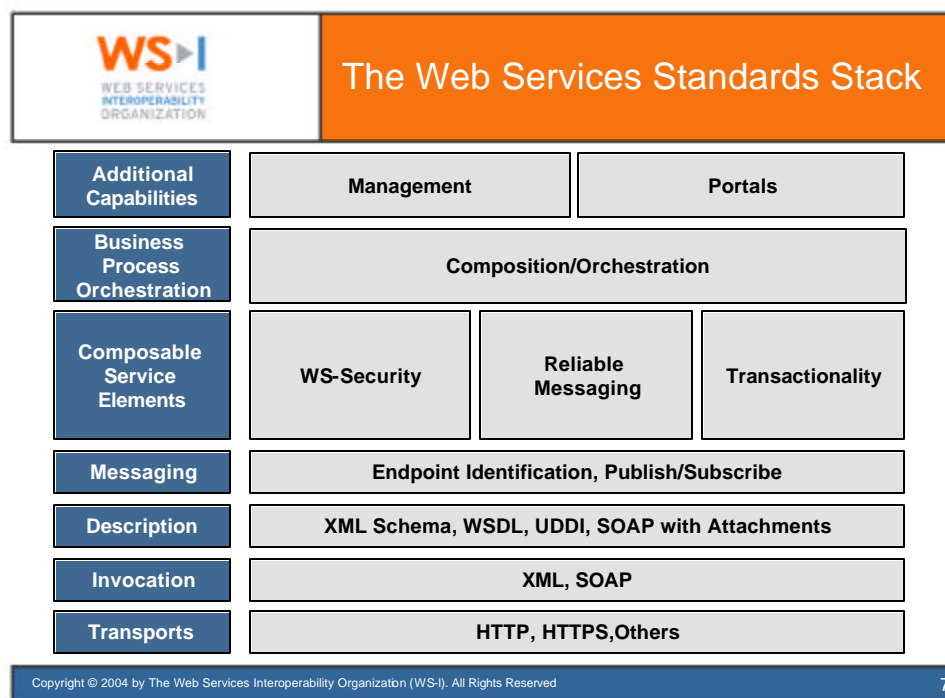 WS-I
WEB SERVICES
INTEROPERABILITY
ORGANIZATION
The Web Services Standards Stack
Additional
Capabilities
Management
Portals
Business
Process
Orchestration
Composition/Orchestration
Composable
Service
Elements
WS-Security
Reliable
Messaging
Transactionality
Messaging
Endpoint Identification, Publish/Subscribe
Description
XML Schema, WSDL, UDDI, SOAP with Attachments
Invocation
XML, SOAP
Transports
HTTP, HTTPS,Others
Copyright © 2004 by The Web Services Interoperability Organization (WS-I). All Rights Reserved
7